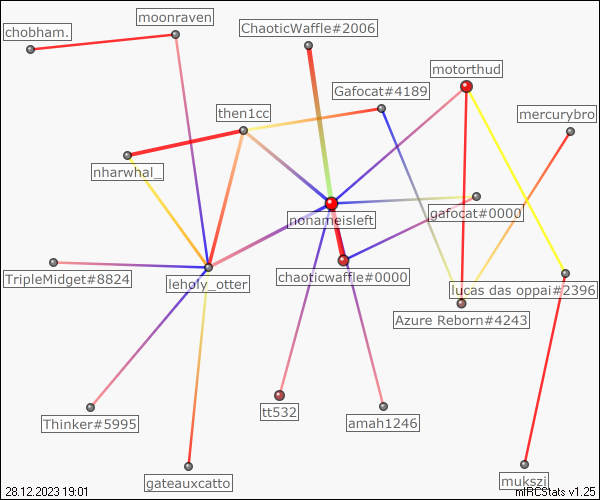 moonraven
chobham.
ChaoticWaffle#2006
motorthud
Gafocat#4189
mercurybro
then1cc
nharwhal_
nonameisleft
gafocat#0000
TripleMidget#8824
leholy_otter
chaoticwaffle#0000
lucas das oppai#2396
Azure Reborn#4243
tt532
amah1246
Thinker#5995
gateauxcatto
mukszi
28.12.2023 19:01
mIRCStats v1.25